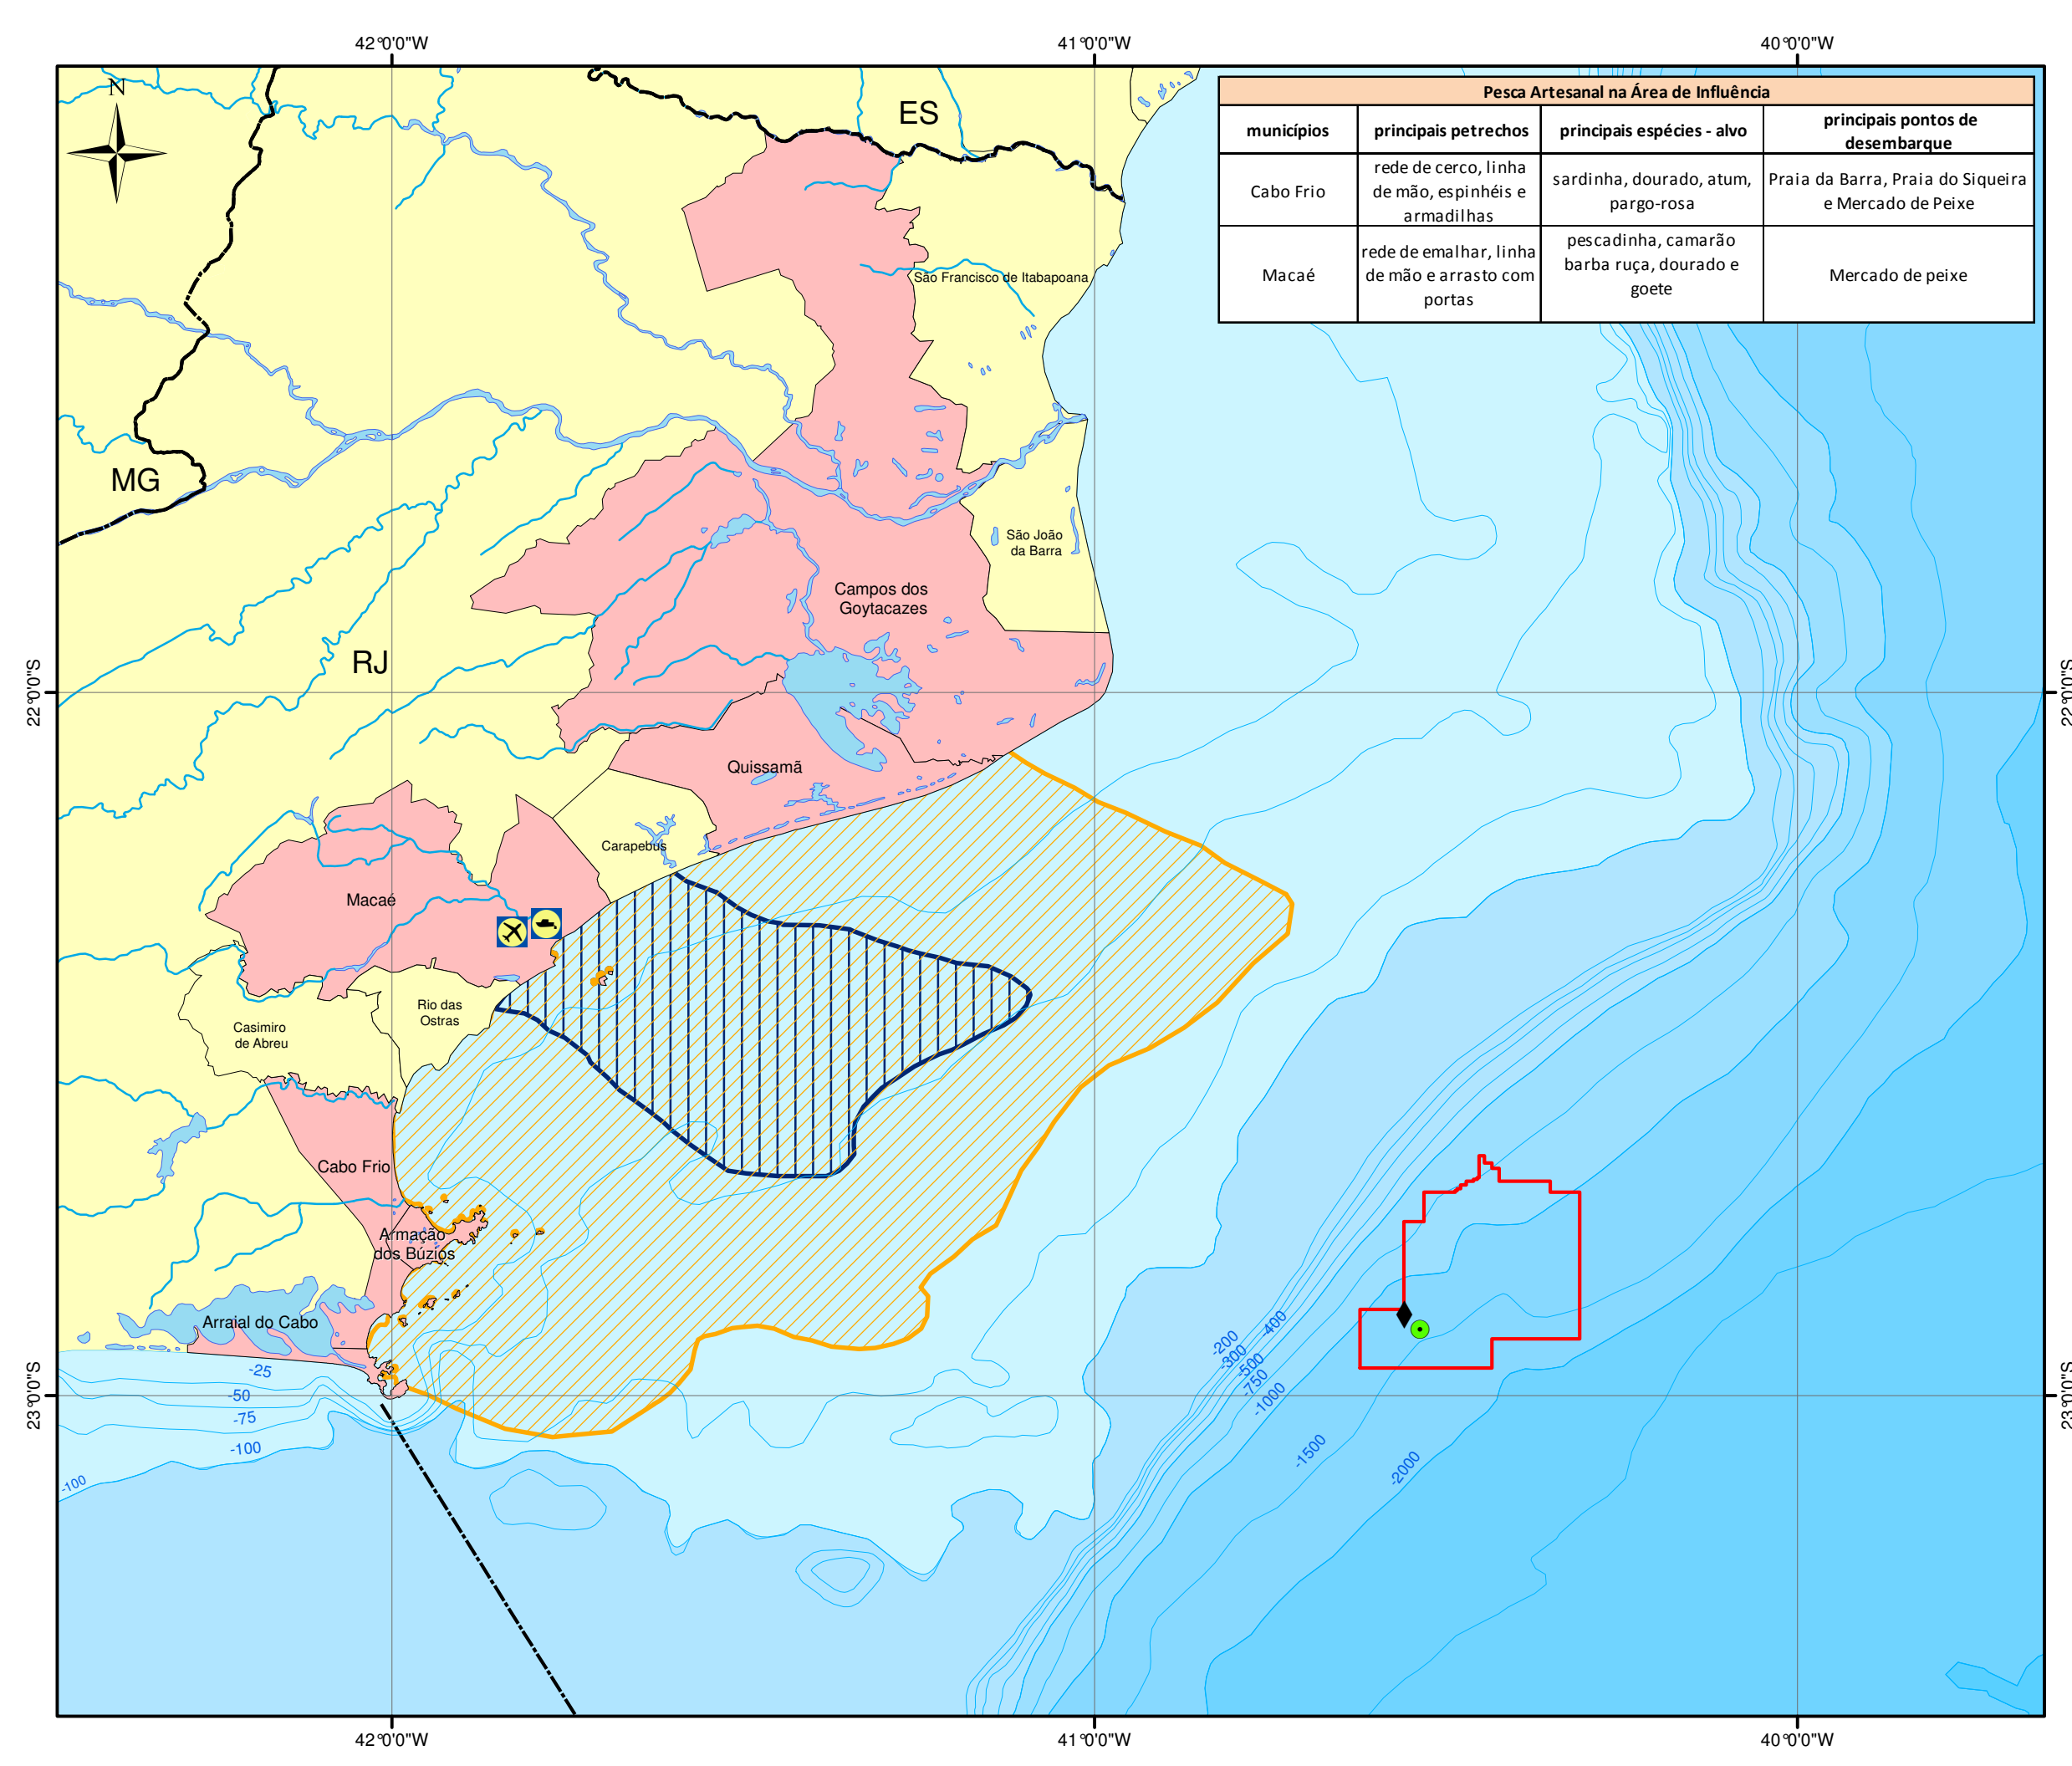 42°0'0"W
41°0'0"W
40°0'0"W
N
ES
Pesca Artesanal na Área de Influência
municípios
principais petrechos
principais espécies - alvo
principais pontos de
desembarque
Cabo Frio
rede de cerco, linha
de mão, espinhéis e
armadilhas
sardinha, dourado, atum,
pargo-rosa
Praia da Barra, Praia do Siqueira
e Mercado de Peixe
Macaé
rede de emalhar, linha
de mão e arrasto com
portas
pescadinha, camarão
barba ruça, dourado e
goete
Mercado de peixe
São Francisco de Itabapoana
MG
São João
da Barra
Campos dos
Goytacazes
RJ
22°0'0"S
22°0'0"S
Quissamã
Carapebus
Macaé
Rio das
Ostras
Casimiro
de Abreu
Cabo Frio
Armação
dos Búzios
Arraial do Cabo
-25
-50
-75
-100
-100
-200
-300
-400
-500
-750
-1000
-1500
-2000
23°0'0"S
23°0'0"S
42°0'0"W
41°0'0"W
40°0'0"W